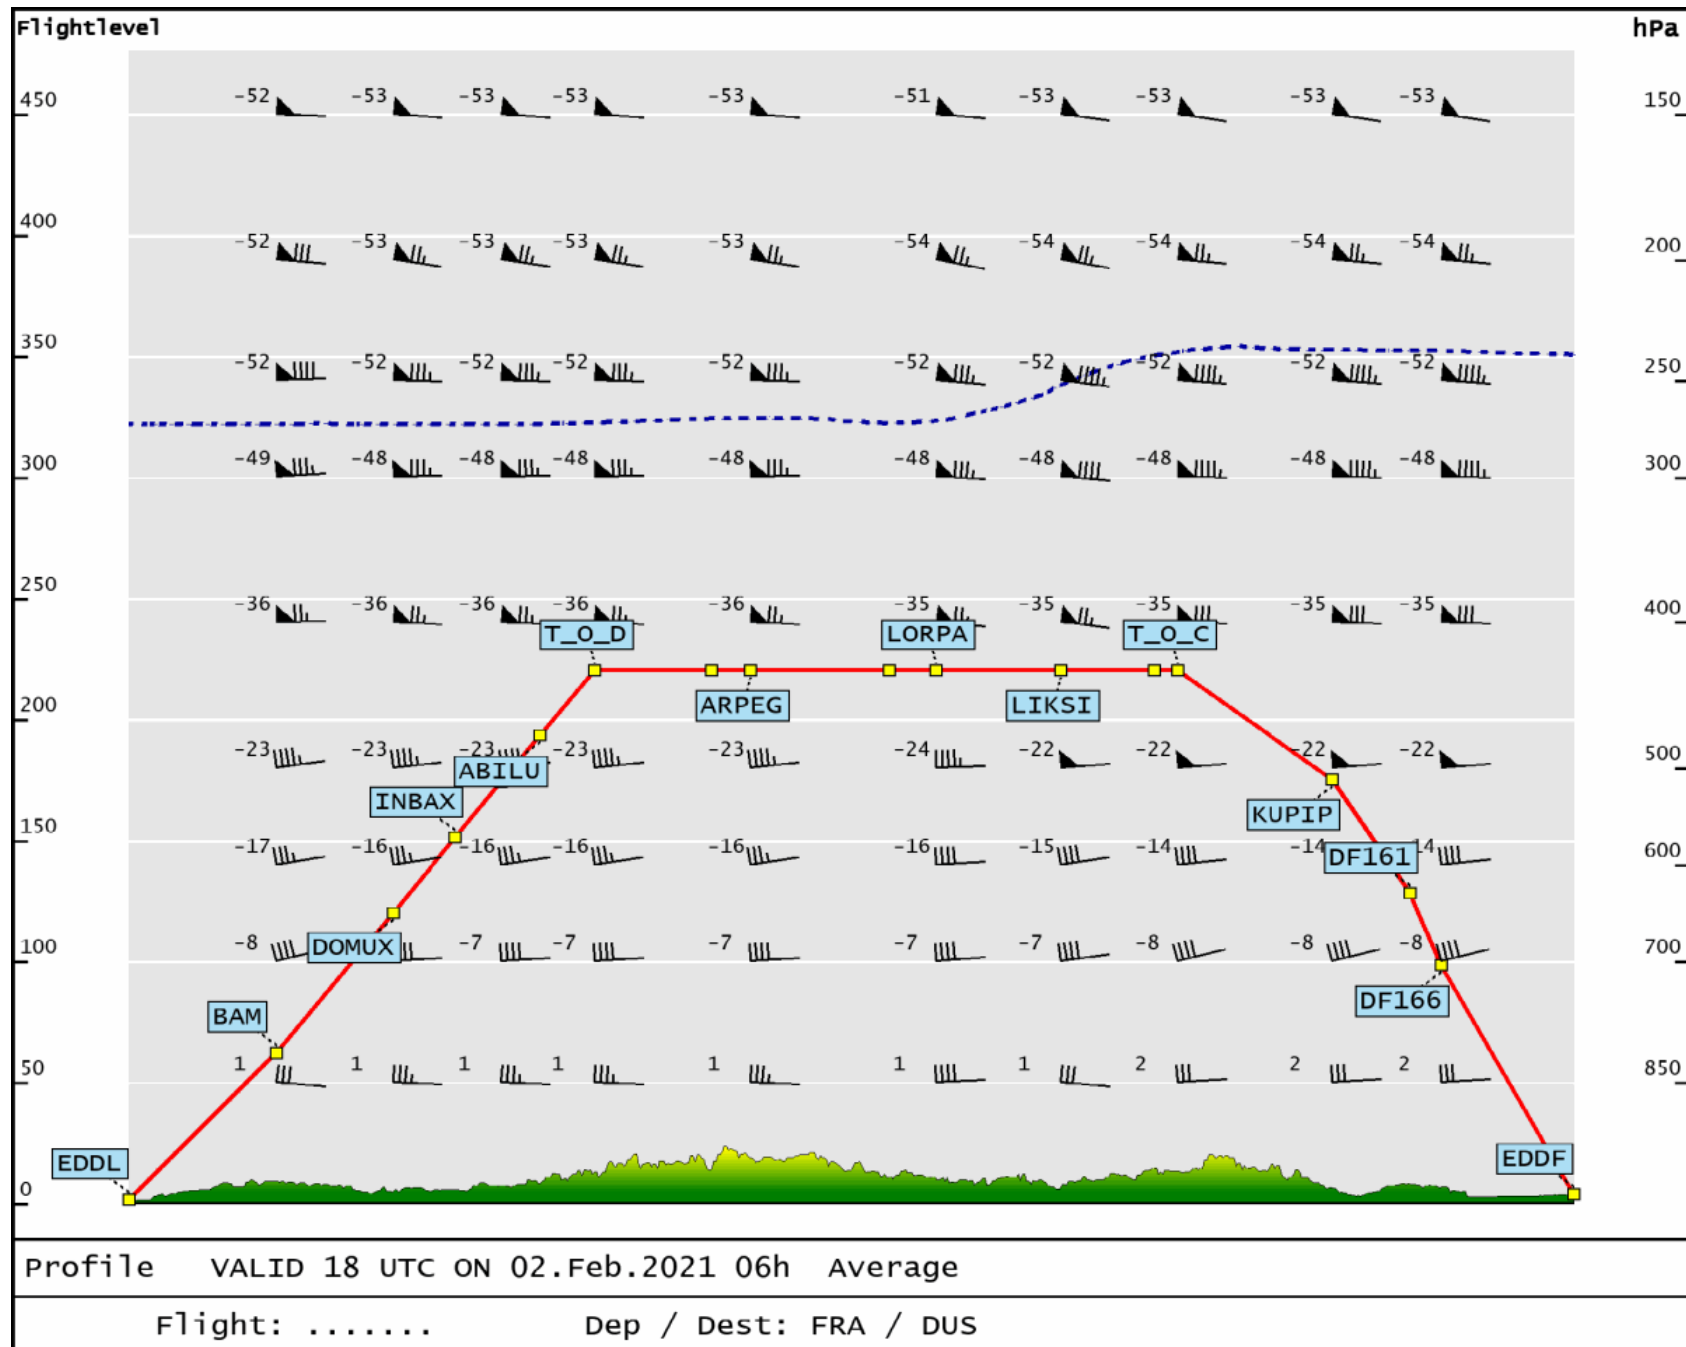 Flightlevel hPa
-52 -53 -53 -53 -53 -51 -53 -53 -53 -53
450 150
400
-52 -53 -53 -53 -53 -54 -54 -54 -54 -54
200
350
-52 -52 -52 -52 -52 -52 -52 -52 -52 -52
250
-49 -48 -48 -48 -48 -48 -48 -48 -48 -48
300 300
250
-36 -36 -36 -36 -36 -35 -35 -35 -35 -35
400
T_O_D LORPA T_O_C
ARPEG LIKSI
200
-23 -23 -23 -23 -23 -24 -22 -22 -22 -22
500
ABILU
INBAX
KUPIP
150
-17 -16 -16 -16 -16 -16 -15 -14 -14 14
DF161
600
100
-8 -7 -7 -7 -7 -7 -8 -8 -8
DOMUX
700
DF166
BAM
1 1 1 1 1 1 1 2 2 2
50 850
EDDL EDDF
0
Profile VALID 18 UTC ON 02.Feb.2021 06h Average
Flight: ....... Dep / Dest: FRA / DUS